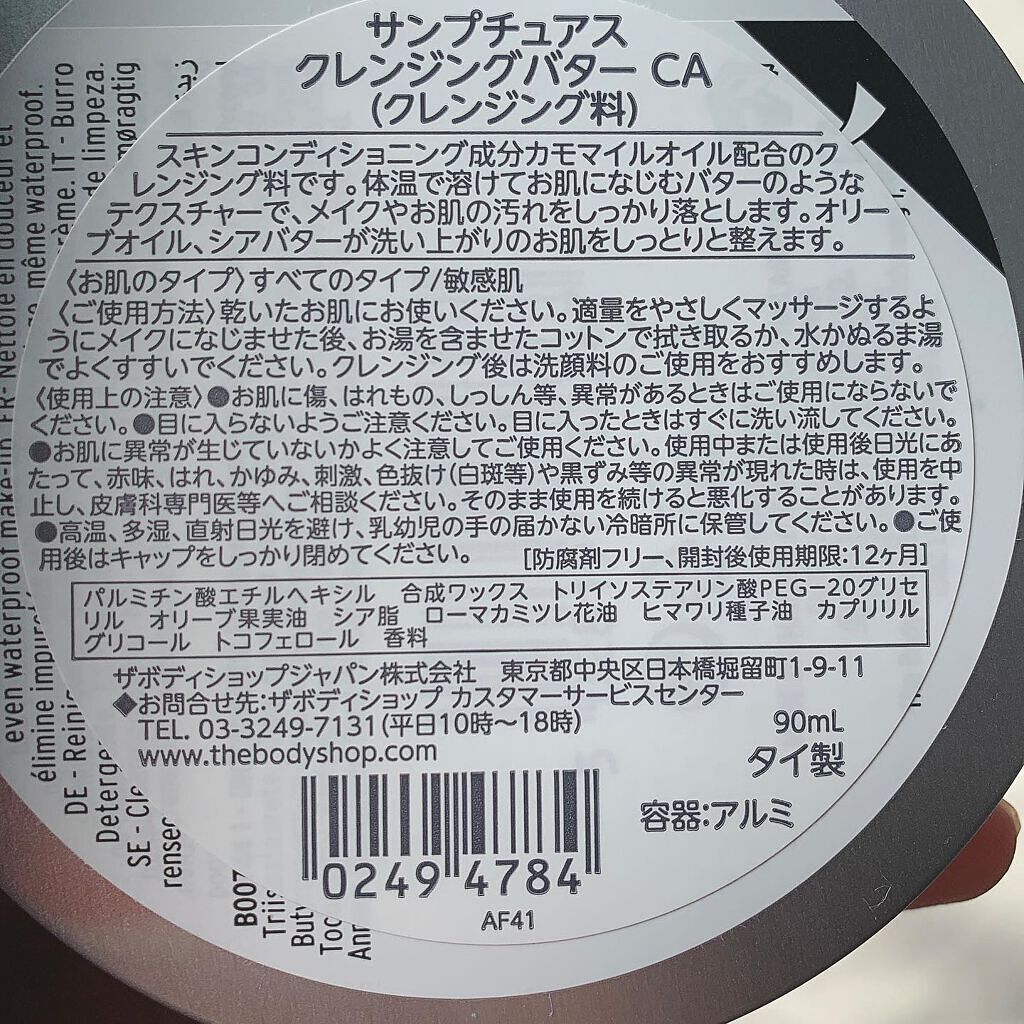 サンプチュアス
クレンジングバター CA
(クレンジング料)
スキンコンディショニング成分カモマイルオイル配合のク
レンジング料です。体温で溶けてお肌になじむバターのような
テクスチャーで、メイクやお肌の汚れをしっかり落とします。オリー
ブオイル、シアバターが洗い上がりのお肌をしっとりと整えます。
〈お肌のタイプ〉すべてのタイプ/敏感肌
〈ご使用方法〉乾いたお肌にお使いください。適量をやさしくマッサージするよ
うにメイクになじませた後、お湯を含ませたコットンで拭き取るか、水かぬるま湯
でよくすすいでください。クレンジング後は洗顔料のご使用をおすすめします。
〈使用上の注意〉●お肌に傷、はれもの、しっしん等、異常があるときはご使用にならないで
ください。●目に入らないようご注意ください。目に入ったときはすぐに洗い流してください。
●お肌に異常が生じていないかよく注意してご使用ください。使用中または使用後日光にあ
たって、赤味、はれ、かゆみ、刺激、色抜け(白斑等)や黒ずみ等の異常が現れた時は、使用を中
止し、皮膚科専門医等へご相談ください。そのまま使用を続けると悪化することがあります。
●高温、多湿、直射日光を避け、乳幼児の手の届かない冷暗所に保管してください。●ご使
用後はキャップをしっかり閉めてください。 [防腐剤フリー、開封後使用期限:12ヶ月]
パルミチン酸エチルヘキシル 合成ワックス トリイソステアリン酸PEG-20グリセ
リル オリーブ果実油 シア脂 ローマカミツレ花油 ヒマワリ種子油 カプリリル
グリコール トコフェロール 香料
ザボディショップジャパン株式会社 東京都中央区日本橋堀留町1-9-11
◆お問合せ先:ザボディショップ カスタマーサービスセンター
TEL. 03-3249-7131(平日10時〜18時)
www.thebodyshop.com
90mL
タイ製
容器:アルミ
0249 4784
AF41
even waterproof make-up. FR- Nettoie en douceur et
élimine impure
même waterproof.
DE - Reini
rème. IT - Burro
Deterge
de limpeza.
SE - Cle
møragtig
rensec
B007
Triis
Buty
Toc